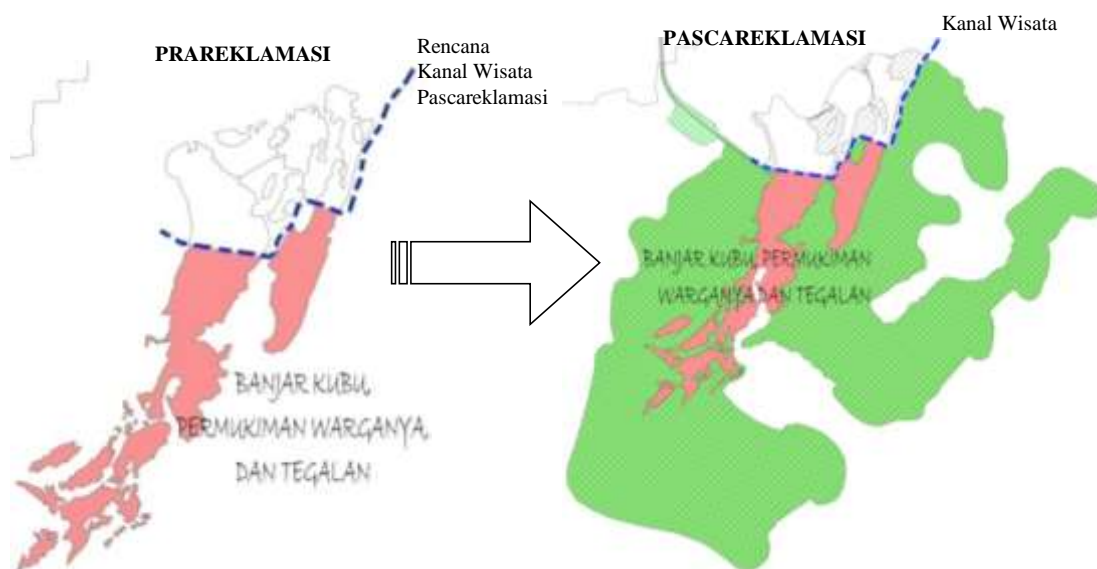 PRAREKLAMASI
Rencana
Kanal Wisata
Pascareklamasi
BANJAR KUBU,
PERMUKIMAN WARGANYA,
DAN TEGALAN
PASCAREKLAMASI
Kanal Wisata
BANJAR KUBU, PERMUKIMAN
WARGANYA DAN TEGALAN